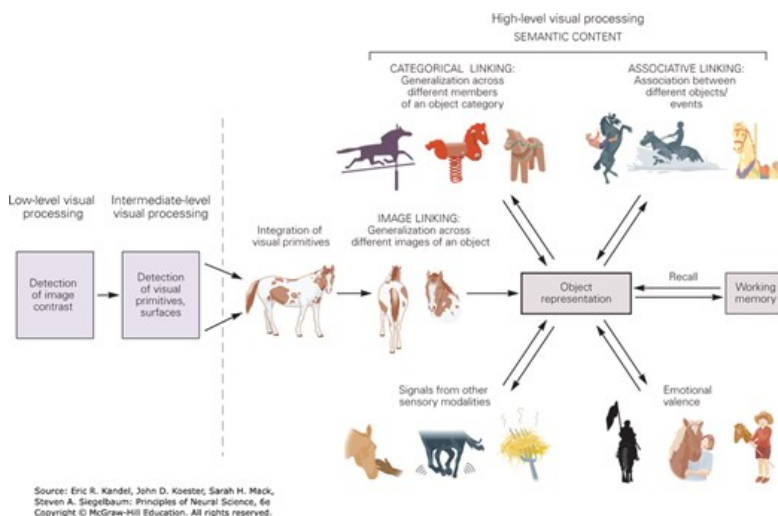 High-level visual processing
SEMANTIC CONTENT
CATEGORICAL LINKING:
Generalization across
different members
of an object category
ASSOCIATIVE LINKING:
Association between
different objects/
events
Low-level visual
processing
Intermediate-level
visual processing
Integration of
visual primitives
IMAGE LINKING:
Generalization across
different images of an object
Detection
of image
contrast
Detection
of visual
primitives,
surfaces
Object
representation
Recall
Working
memory
Signals from other
sensory modalities
Emotional
valence
Source: Eric R. Kandel, John D. Koester, Sarah H. Mack,
Steven A. Siegelbaum: Principles of Neural Science, 6e
Copyright © McGraw-Hill Education. All rights reserved.